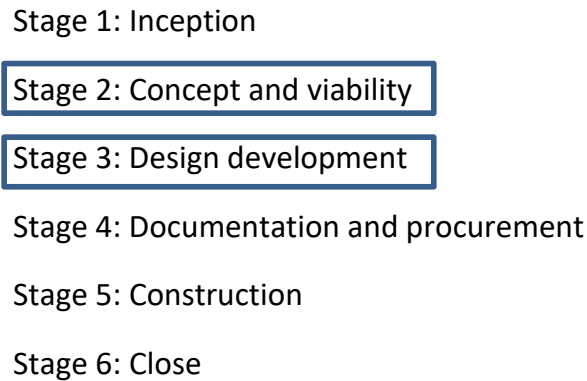 Stage 1: Inception
Stage 2: Concept and viability
Stage 3: Design development
Stage 4: Documentation and procurement
Stage 5: Construction
Stage 6: Close